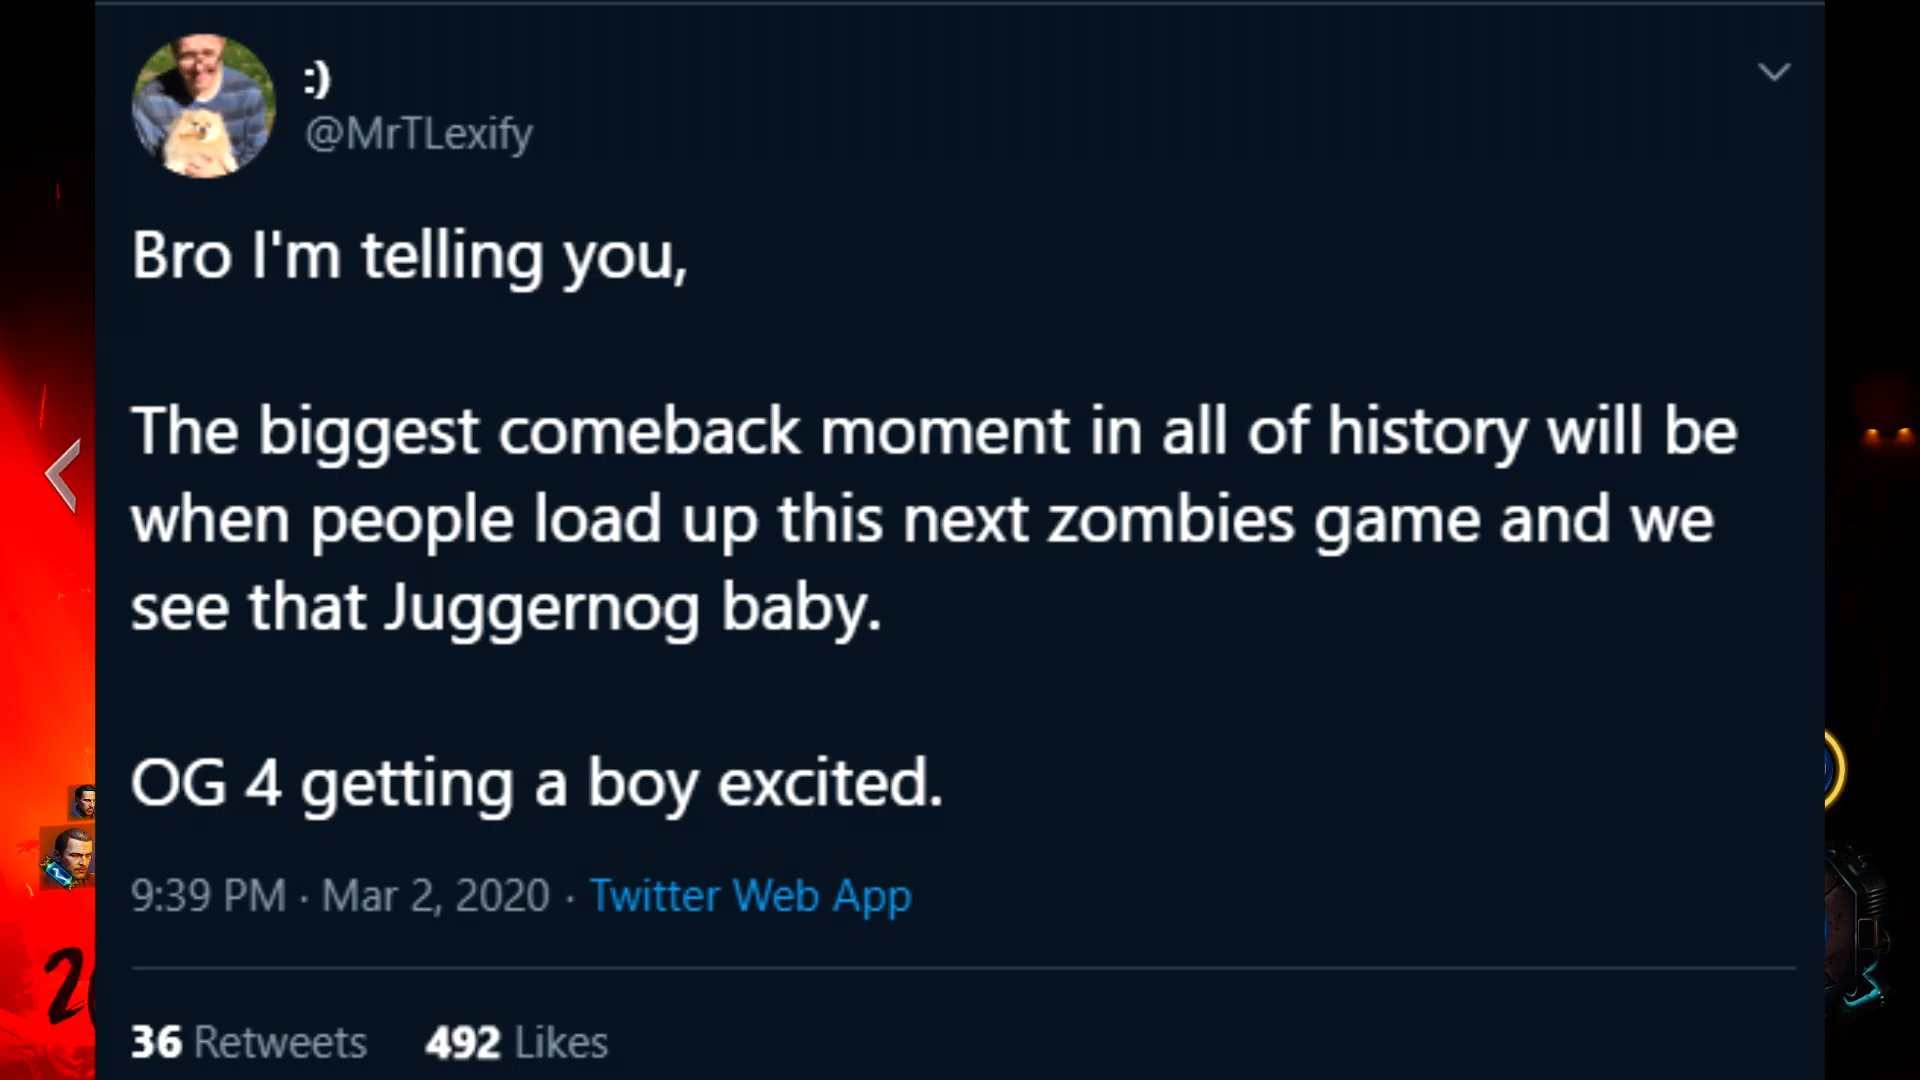 :)
@MrTLexify
Bro I'm telling you,
The biggest comeback moment in all of history will be
when people load up this next zombies game and we
see that Juggernog baby.
OG 4 getting a boy excited.
9:39 PM · Mar 2, 2020 · Twitter Web App
36 Retweets 492 Likes